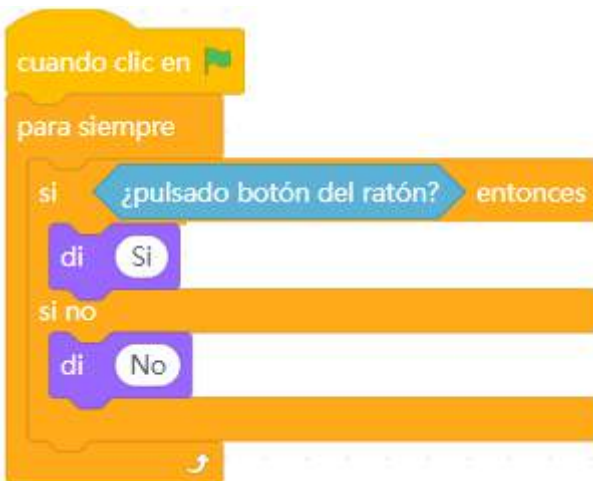 cuando clic en
para siempre
si ¿pulsado botón del ratón? entonces
di Si
si no
di No